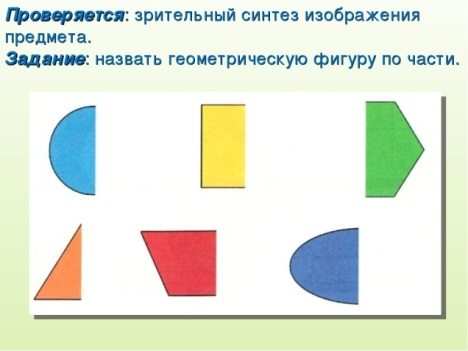 Проверяется: зрительный синтез изображения
предмета.
Задание: назвать геометрическую фигуру по части.